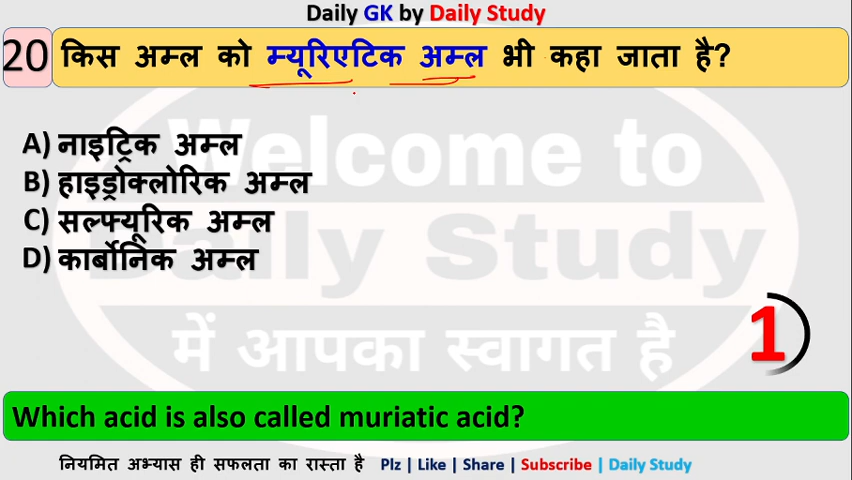 Daily GK by Daily Study
20 किस अम्ल को म्यूरिएटिक अम्ल भी कहा जाता है?
Welcome to
Daily Study
में आपका स्वागत है
A) नाइट्रिक अम्ल
B) हाइड्रोक्लोरिक अम्ल
C) सल्फ्यूरिक अम्ल
D) कार्बोनिक अम्ल
1
Which acid is also called muriatic acid?
नियमित अभ्यास ही सफलता का रास्ता है Plz | Like | Share | Subscribe | Daily Study